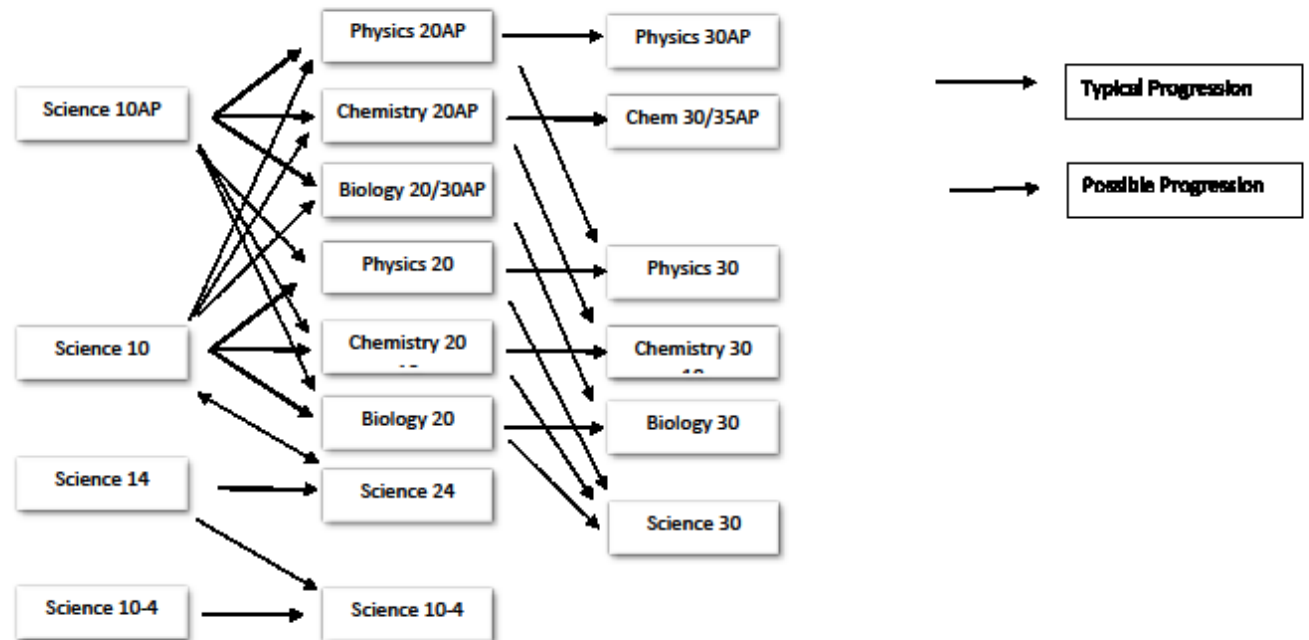 Physics 20AP
Physics 30AP
Science 10AP
Chemistry 20AP
Chem 30/35AP
Biology 20/30AP
Physics 20
Physics 30
Science 10
Chemistry 20
Chemistry 30
Biology 20
Biology 30
Science 14
Science 24
Science 30
Science 10-4
Science 10-4
Typical Progression
Possible Progression